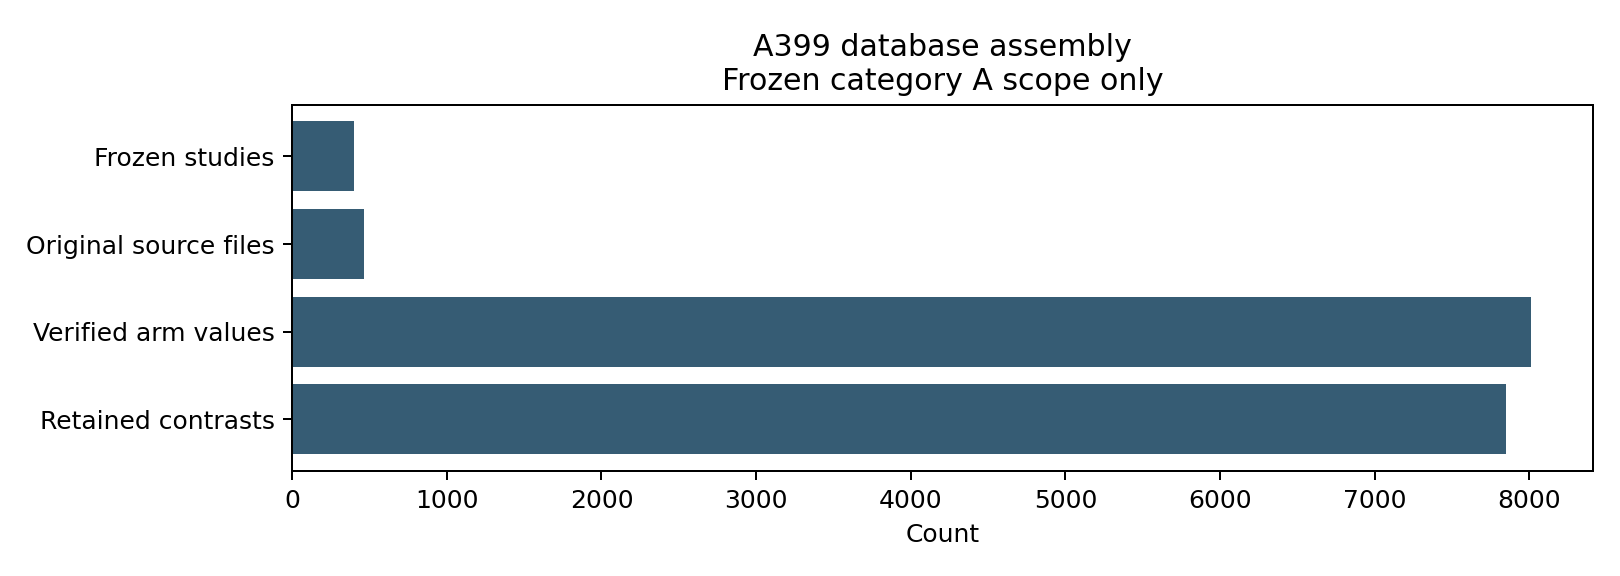 A399 database assembly
Frozen category A scope only
Frozen studies
Original source files
Verified arm values
Retained contrasts
0 1000 2000 3000 4000 5000 6000 7000 8000
Count